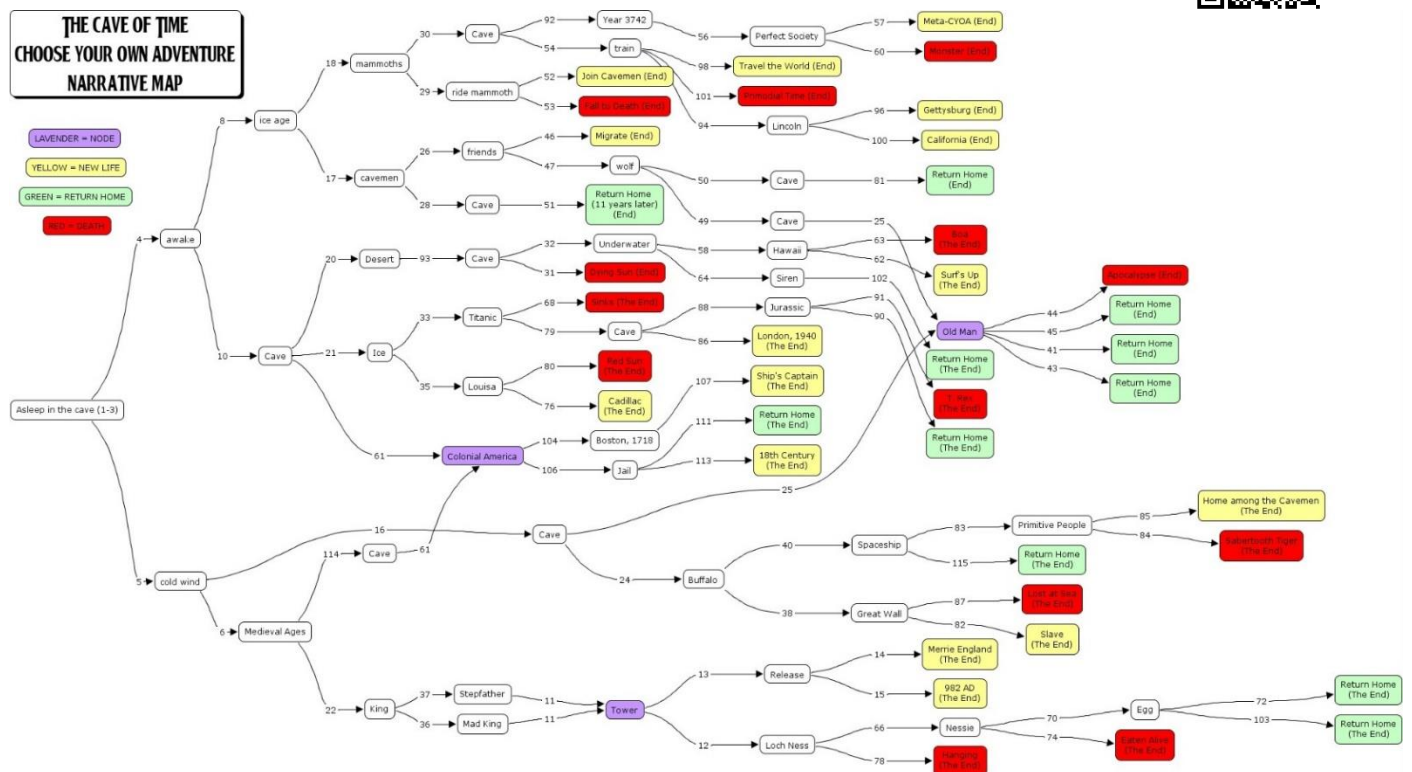 THE CAVE OF TIME
CHOOSE YOUR OWN ADVENTURE
NARRATIVE MAP
LAVENDER = NODE
YELLOW = NEW LIFE
GREEN = RETURN HOME
RED = DEATH
Asleep in the cave (1-3)
4
awake
5
cold wind
8
ice age
10
Cave
18
mammoths
17
cavemen
30
Cave
29
ride mammoth
92
Year 3742
54
train
56
Perfect Society
57
Meta-CYOA (End)
60
Monster (End)
98
Travel the World (End)
101
Primodial Time (End)
94
Lincoln
96
Gettysburg (End)
100
California (End)
52
Join Cavemen (End)
53
Fall to Death (End)
26
friends
28
Cave
46
Migrate (End)
47
wolf
51
Return Home
(11 years later)
(End)
50
Cave
81
Return Home
(End)
49
Cave
25
20
Desert
93
Cave
32
Underwater
31
Dying Sun (End)
58
Hawaii
63
Boa
(The End)
62
Surf's Up
(The End)
64
Siren
102
Return Home
(The End)
21
Ice
33
Titanic
68
Sinks (The End)
79
Cave
88
Jurassic
91
T. Rex
(The End)
90
Return Home
(The End)
86
London, 1940
(The End)
35
Louisa
80
Red Sun
(The End)
76
Cadillac
(The End)
61
Colonial America
104
Boston, 1718
107
Ship's Captain
(The End)
106
Jail
111
Return Home
(The End)
113
18th Century
(The End)
Old Man
44
Apocalypse (End)
45
Return Home
(End)
41
Return Home
(End)
43
Return Home
(End)
16
Cave
25
24
Buffalo
40
Spaceship
83
Primitive People
85
Home among the Cavemen
(The End)
84
Sabertooth Tiger
(The End)
115
Return Home
(The End)
38
Great Wall
87
Lost at Sea
(The End)
82
Slave
(The End)
6
Medieval Ages
114
Cave
61
22
King
37
Stepfather
11
36
Mad King
11
Tower
13
Release
14
Merrie England
(The End)
15
982 AD
(The End)
12
Loch Ness
66
Nessie
70
Egg
72
Return Home
(The End)
103
Return Home
(The End)
74
Eaten Alive
(The End)
78
Hanging
(The End)